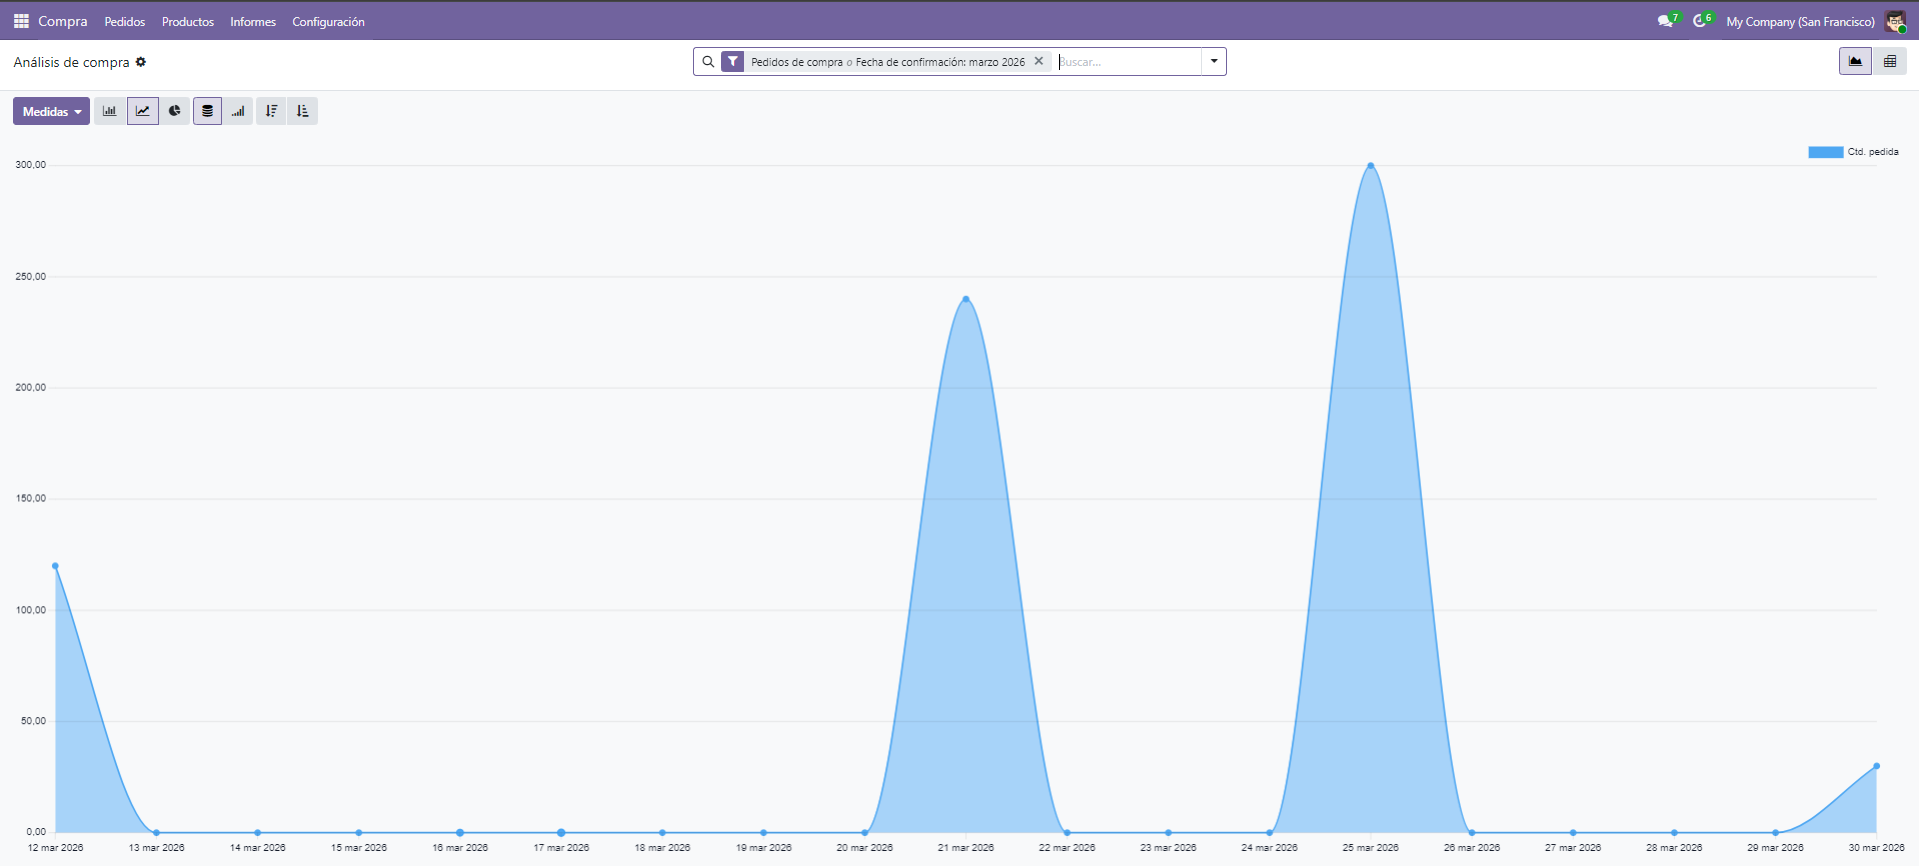 Compra Pedidos Productos Informes Configuración 7 6 My Company (San Francisco)
Análisis de compra Pedidos de compra o Fecha de confirmación: marzo 2026 Buscar...
Medidas
Ctd. pedida
300,00
250,00
200,00
150,00
100,00
50,00
0,00
12 mar 2026 13 mar 2026 14 mar 2026 15 mar 2026 16 mar 2026 17 mar 2026 18 mar 2026 19 mar 2026 20 mar 2026 21 mar 2026 22 mar 2026 23 mar 2026 24 mar 2026 25 mar 2026 26 mar 2026 27 mar 2026 28 mar 2026 29 mar 2026 30 mar 2026